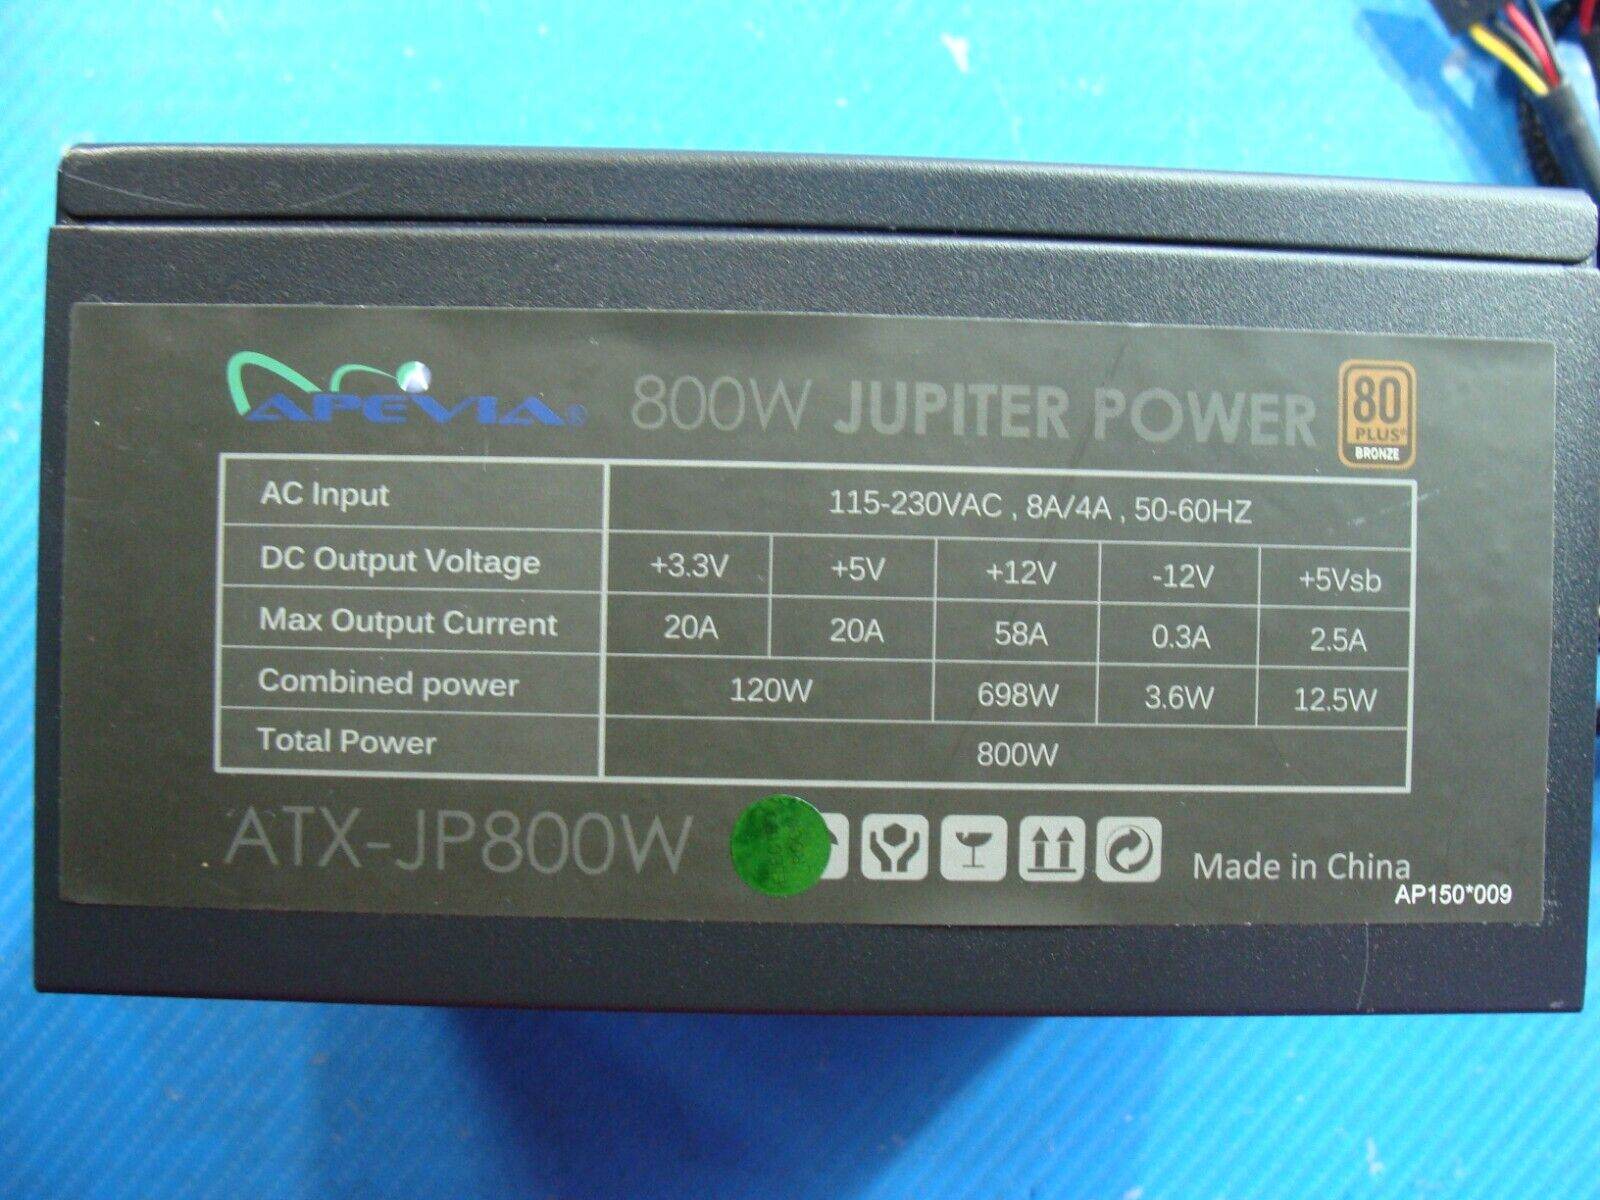 APEVIA® 800W JUPITER POWER 80 PLUS® BRONZE
AC Input 115-230VAC , 8A/4A , 50-60HZ
DC Output Voltage +3.3V +5V +12V -12V +5Vsb
Max Output Current 20A 20A 58A 0.3A 2.5A
Combined power 120W 698W 3.6W 12.5W
Total Power 800W
ATX-JP800W Made in China
AP150*009